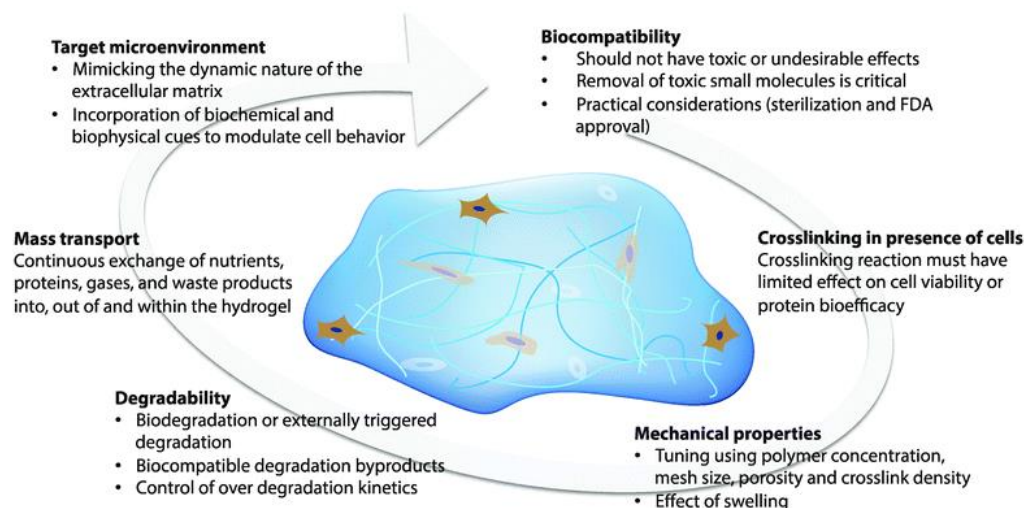 Target microenvironment
• Mimicking the dynamic nature of the
extracellular matrix
• Incorporation of biochemical and
biophysical cues to modulate cell behavior
Biocompatibility
• Should not have toxic or undesirable effects
• Removal of toxic small molecules is critical
• Practical considerations (sterilization and FDA
approval)
Mass transport
Continuous exchange of nutrients,
proteins, gases, and waste products
into, out of and within the hydrogel
Crosslinking in presence of cells
Crosslinking reaction must have
limited effect on cell viability or
protein bioefficacy
Degradability
• Biodegradation or externally triggered
degradation
• Biocompatible degradation byproducts
• Control of over degradation kinetics
Mechanical properties
• Tuning using polymer concentration,
mesh size, porosity and crosslink density
• Effect of swelling